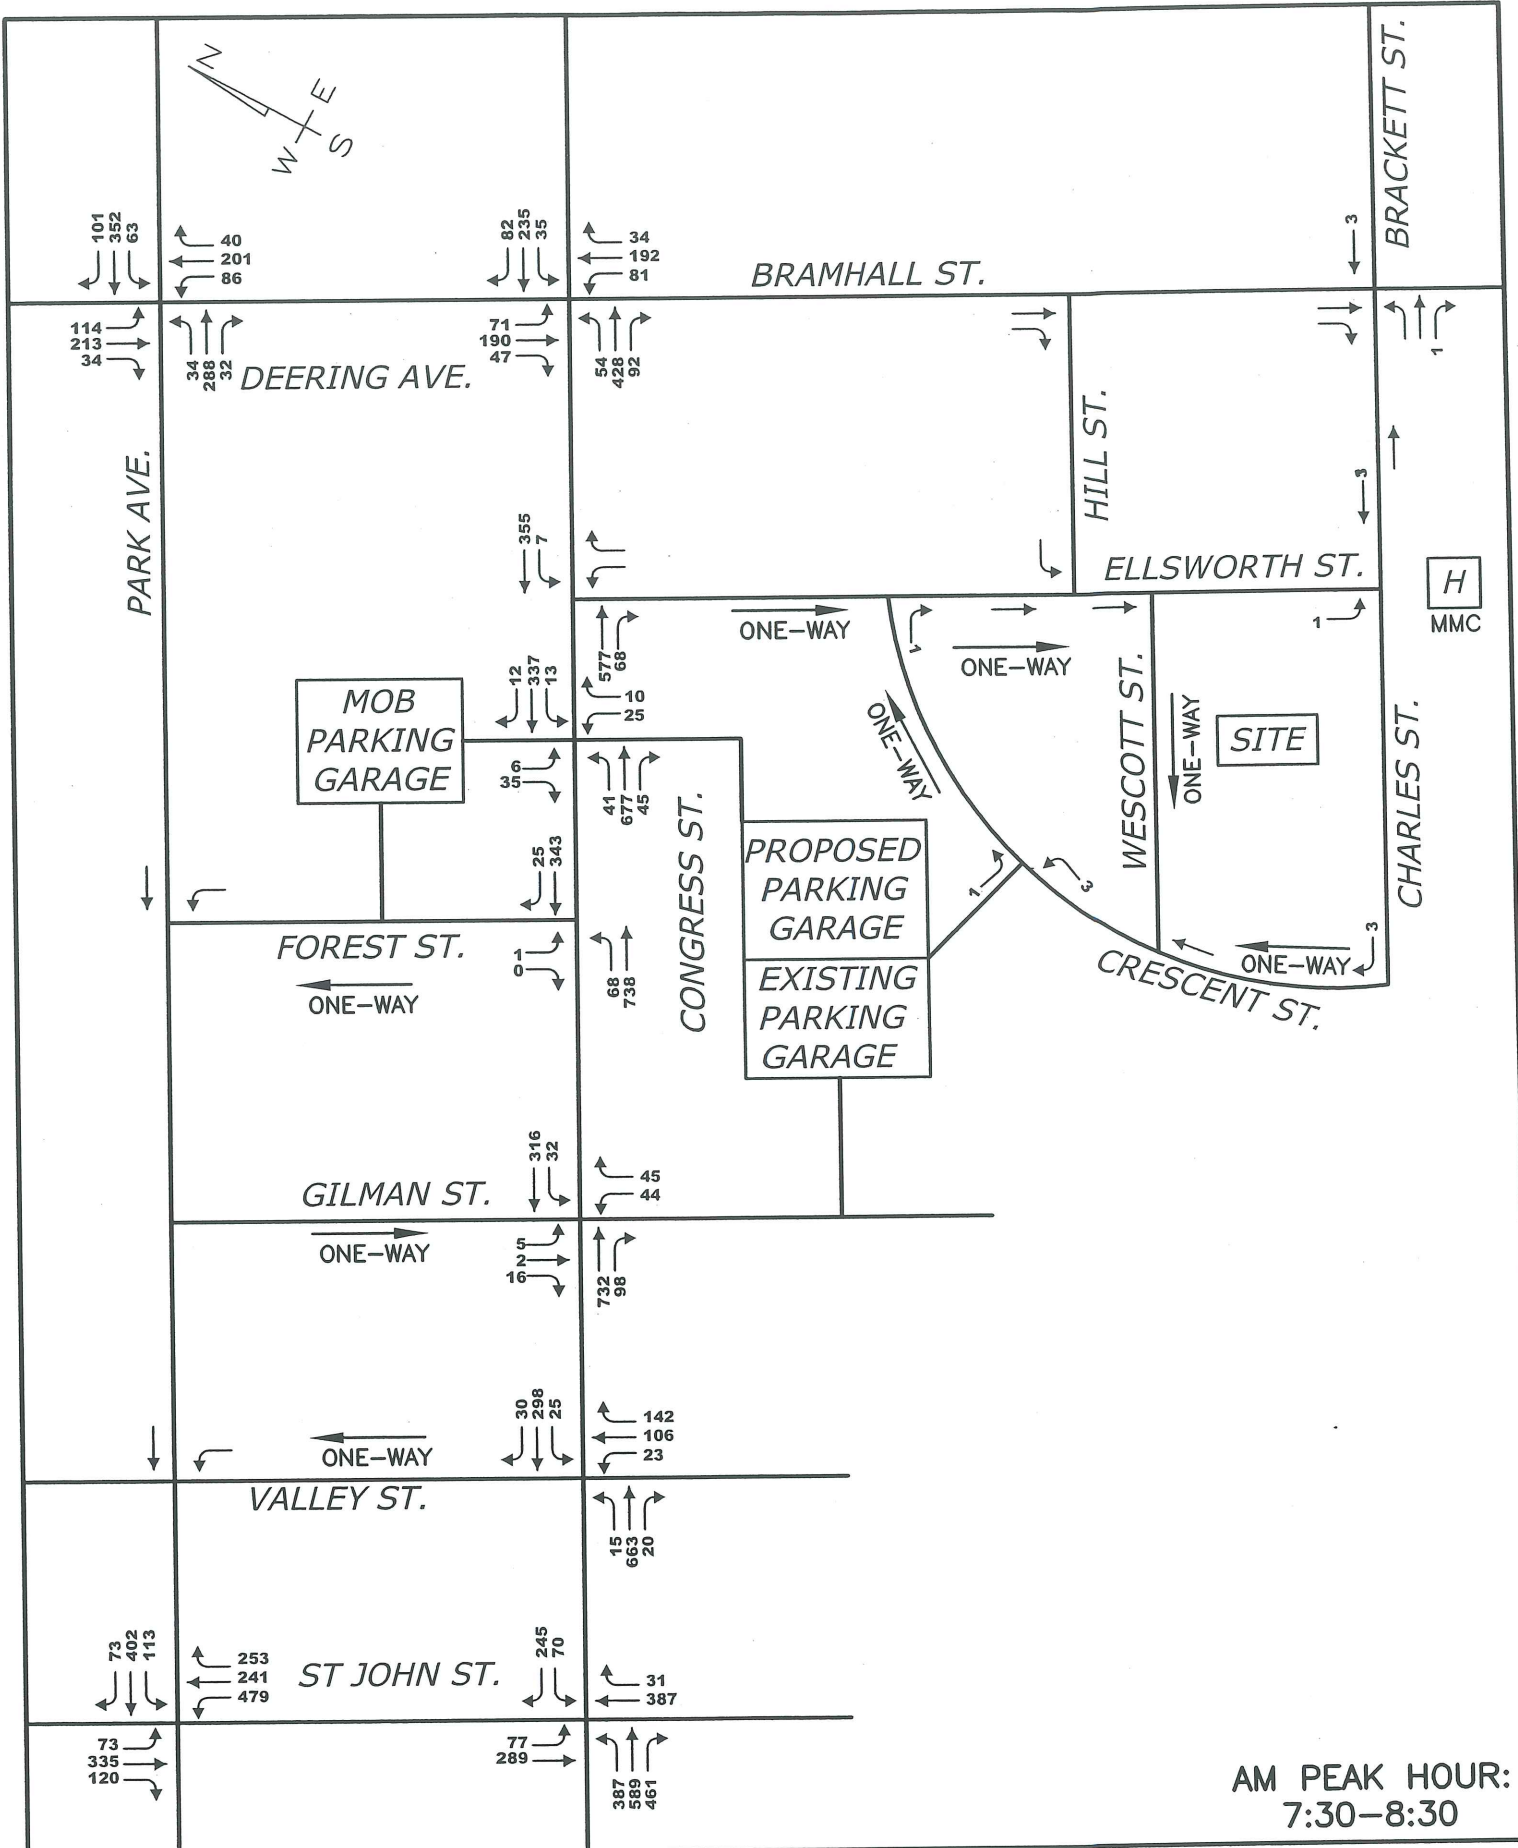 N
E
W
S
BRACKETT ST.
101
352
63
40
201
86
82
235
35
34
192
81
BRAMHALL ST.
3
114
213
34
34
288
32
DEERING AVE.
71
190
47
54
428
92
1
HILL ST.
3
PARK AVE.
355
7
ELLSWORTH ST.
H
MMC
577
68
ONE-WAY
1
ONE-WAY
1
12
337
13
10
25
MOB
PARKING
GARAGE
6
35
41
677
45
CONGRESS ST.
ONE-WAY
WESCOTT ST.
ONE-WAY
SITE
CHARLES ST.
25
343
PROPOSED
PARKING
GARAGE
1
3
FOREST ST.
ONE-WAY
1
0
68
738
EXISTING
PARKING
GARAGE
CRESCENT ST.
ONE-WAY
3
316
32
45
44
GILMAN ST.
ONE-WAY
5
2
16
732
98
30
298
25
142
106
23
ONE-WAY
VALLEY ST.
15
663
20
73
402
113
253
241
479
ST JOHN ST.
245
70
31
387
73
335
120
77
289
387
589
461
AM PEAK HOUR:
7:30-8:30